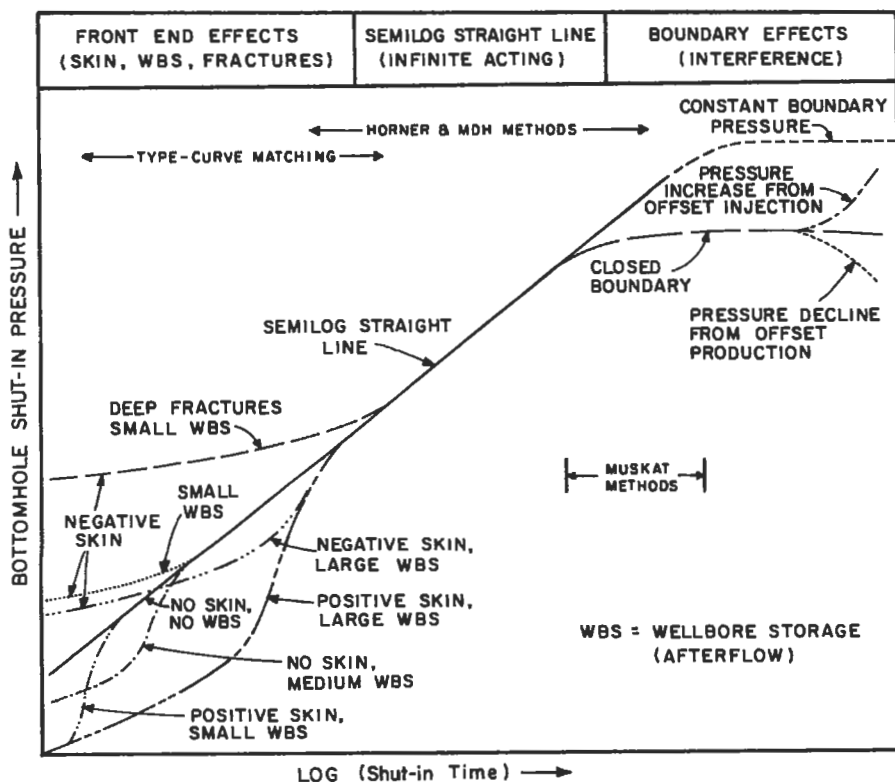 FRONT END EFFECTS
(SKIN, WBS, FRACTURES)
SEMILOG STRAIGHT LINE
(INFINITE ACTING)
BOUNDARY EFFECTS
(INTERFERENCE)
CONSTANT BOUNDARY
PRESSURE
HORNER & MDH METHODS
TYPE-CURVE MATCHING
PRESSURE
INCREASE FROM
OFFSET INJECTION
CLOSED
BOUNDARY
PRESSURE DECLINE
FROM OFFSET
PRODUCTION
SEMILOG STRAIGHT
LINE
DEEP FRACTURES
SMALL WBS
MUSKAT
METHODS
SMALL
WBS
NEGATIVE
SKIN
NEGATIVE SKIN,
LARGE WBS
NO SKIN,
NO WBS
POSITIVE SKIN,
LARGE WBS
WBS = WELLBORE STORAGE
(AFTERFLOW)
NO SKIN,
MEDIUM WBS
POSITIVE SKIN,
SMALL WBS
BOTTOMHOLE SHUT-IN PRESSURE
LOG (Shut-in Time)